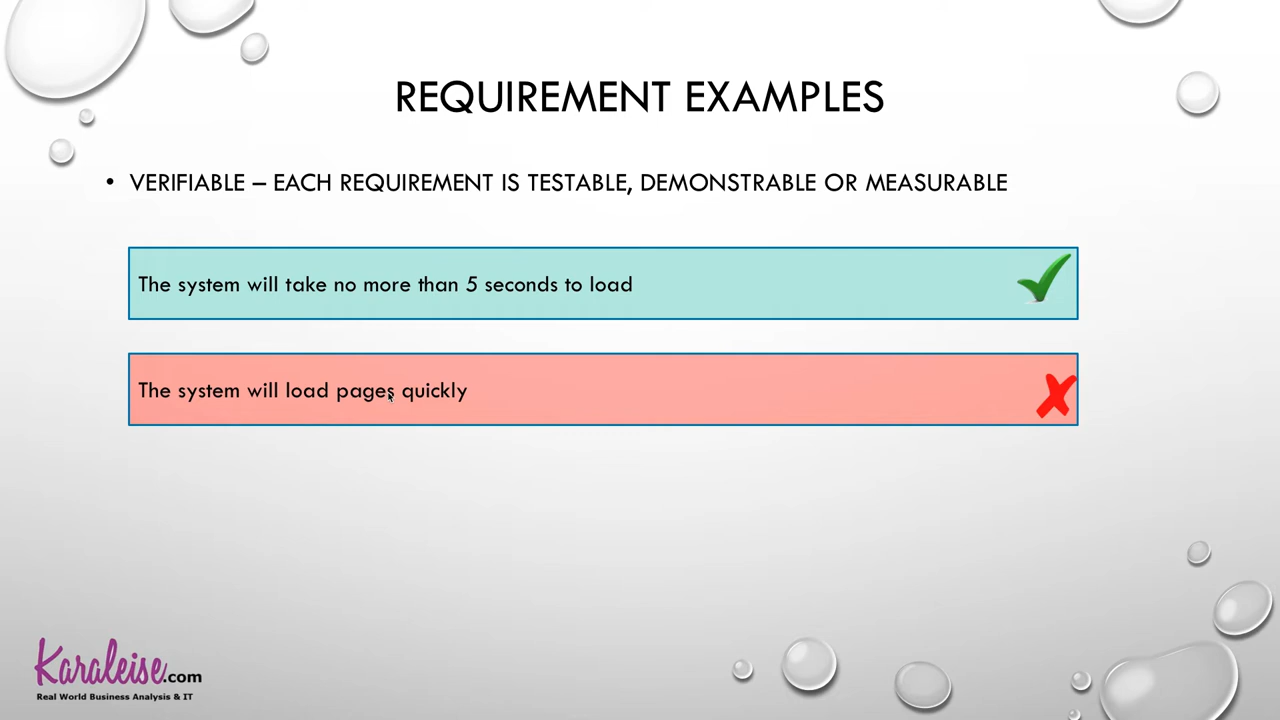 REQUIREMENT EXAMPLES
• VERIFIABLE – EACH REQUIREMENT IS TESTABLE, DEMONSTRABLE OR MEASURABLE
The system will take no more than 5 seconds to load
The system will load pages quickly
Karaleise.com
Real World Business Analysis & IT